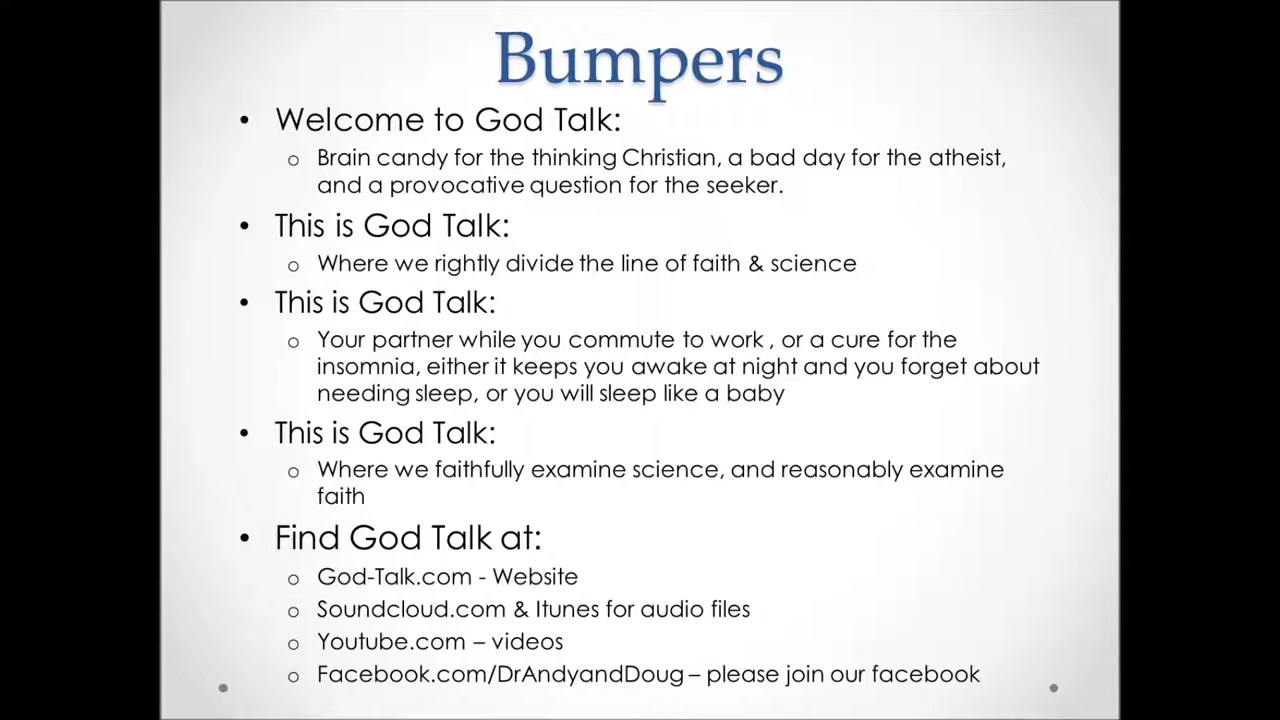 Bumpers
• Welcome to God Talk:
o Brain candy for the thinking Christian, a bad day for the atheist,
and a provocative question for the seeker.
• This is God Talk:
o Where we rightly divide the line of faith & science
• This is God Talk:
o Your partner while you commute to work , or a cure for the
insomnia, either it keeps you awake at night and you forget about
needing sleep, or you will sleep like a baby
• This is God Talk:
o Where we faithfully examine science, and reasonably examine
faith
• Find God Talk at:
o God-Talk.com - Website
o Soundcloud.com & Itunes for audio files
o Youtube.com – videos
o Facebook.com/DrAndyandDoug – please join our facebook